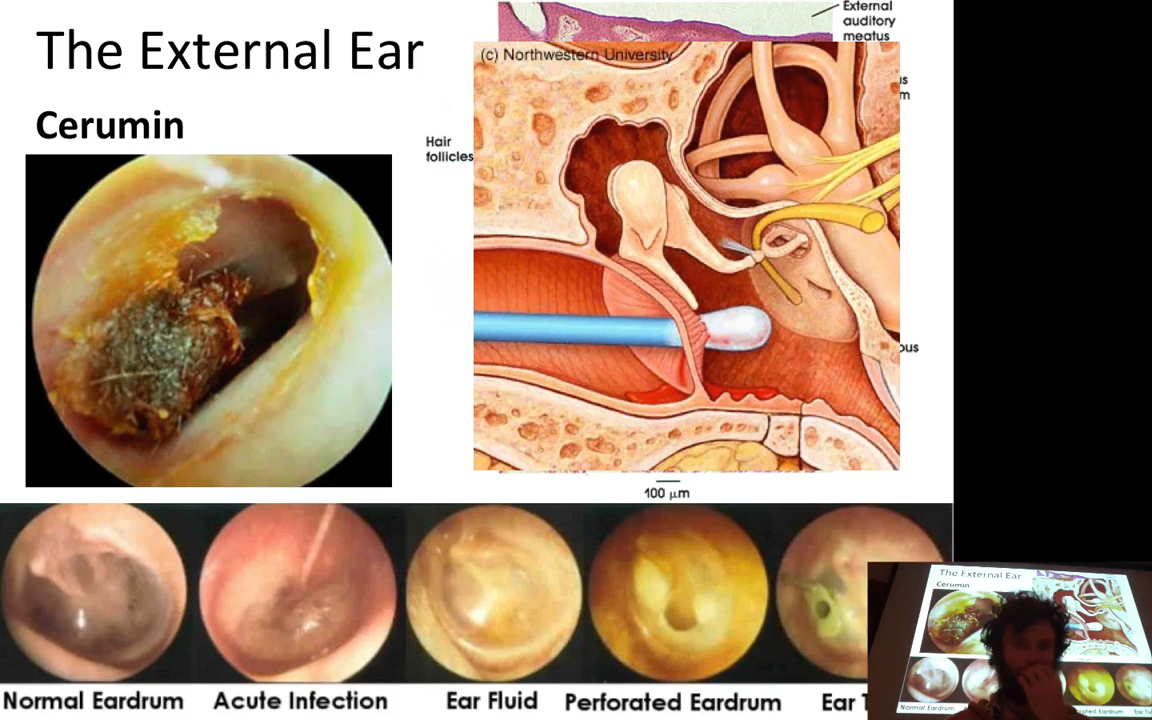 The External Ear
Cerumin
External
auditory
meatus
(c) Northwestern University
Hair
follicles
100 μm
Normal Eardrum
Acute Infection
Ear Fluid
Perforated Eardrum
Ear
The External Ear
Cerumin
Normal Eardrum